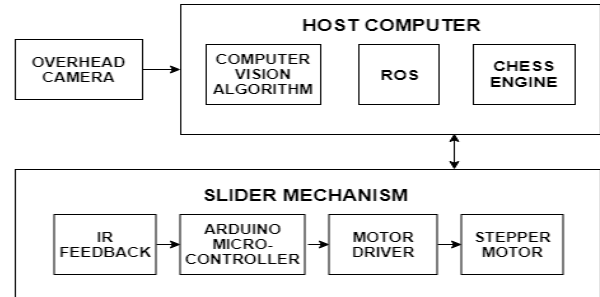 HOST COMPUTER
OVERHEAD
CAMERA
COMPUTER
VISION
ALGORITHM
ROS
CHESS
ENGINE
SLIDER MECHANISM
IR
FEEDBACK
ARDUINO
MICRO-
CONTROLLER
MOTOR
DRIVER
STEPPER
MOTOR